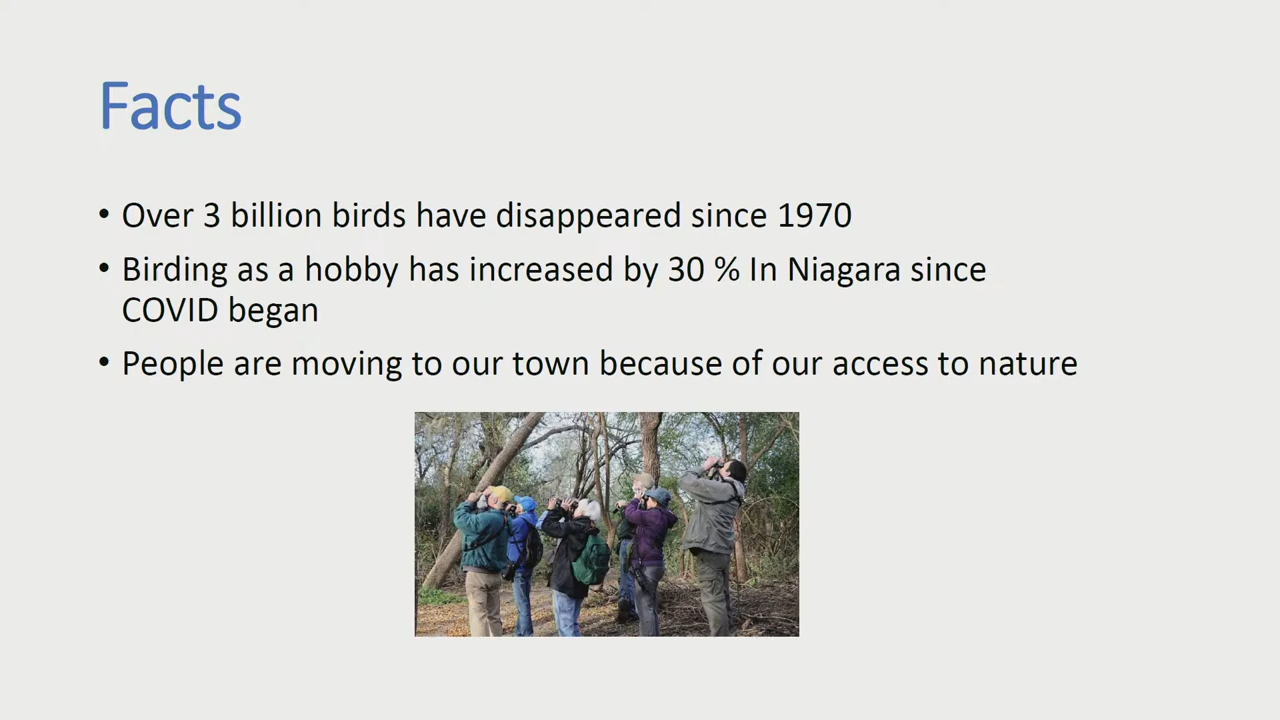 Facts
• Over 3 billion birds have disappeared since 1970
• Birding as a hobby has increased by 30 % In Niagara since
COVID began
• People are moving to our town because of our access to nature